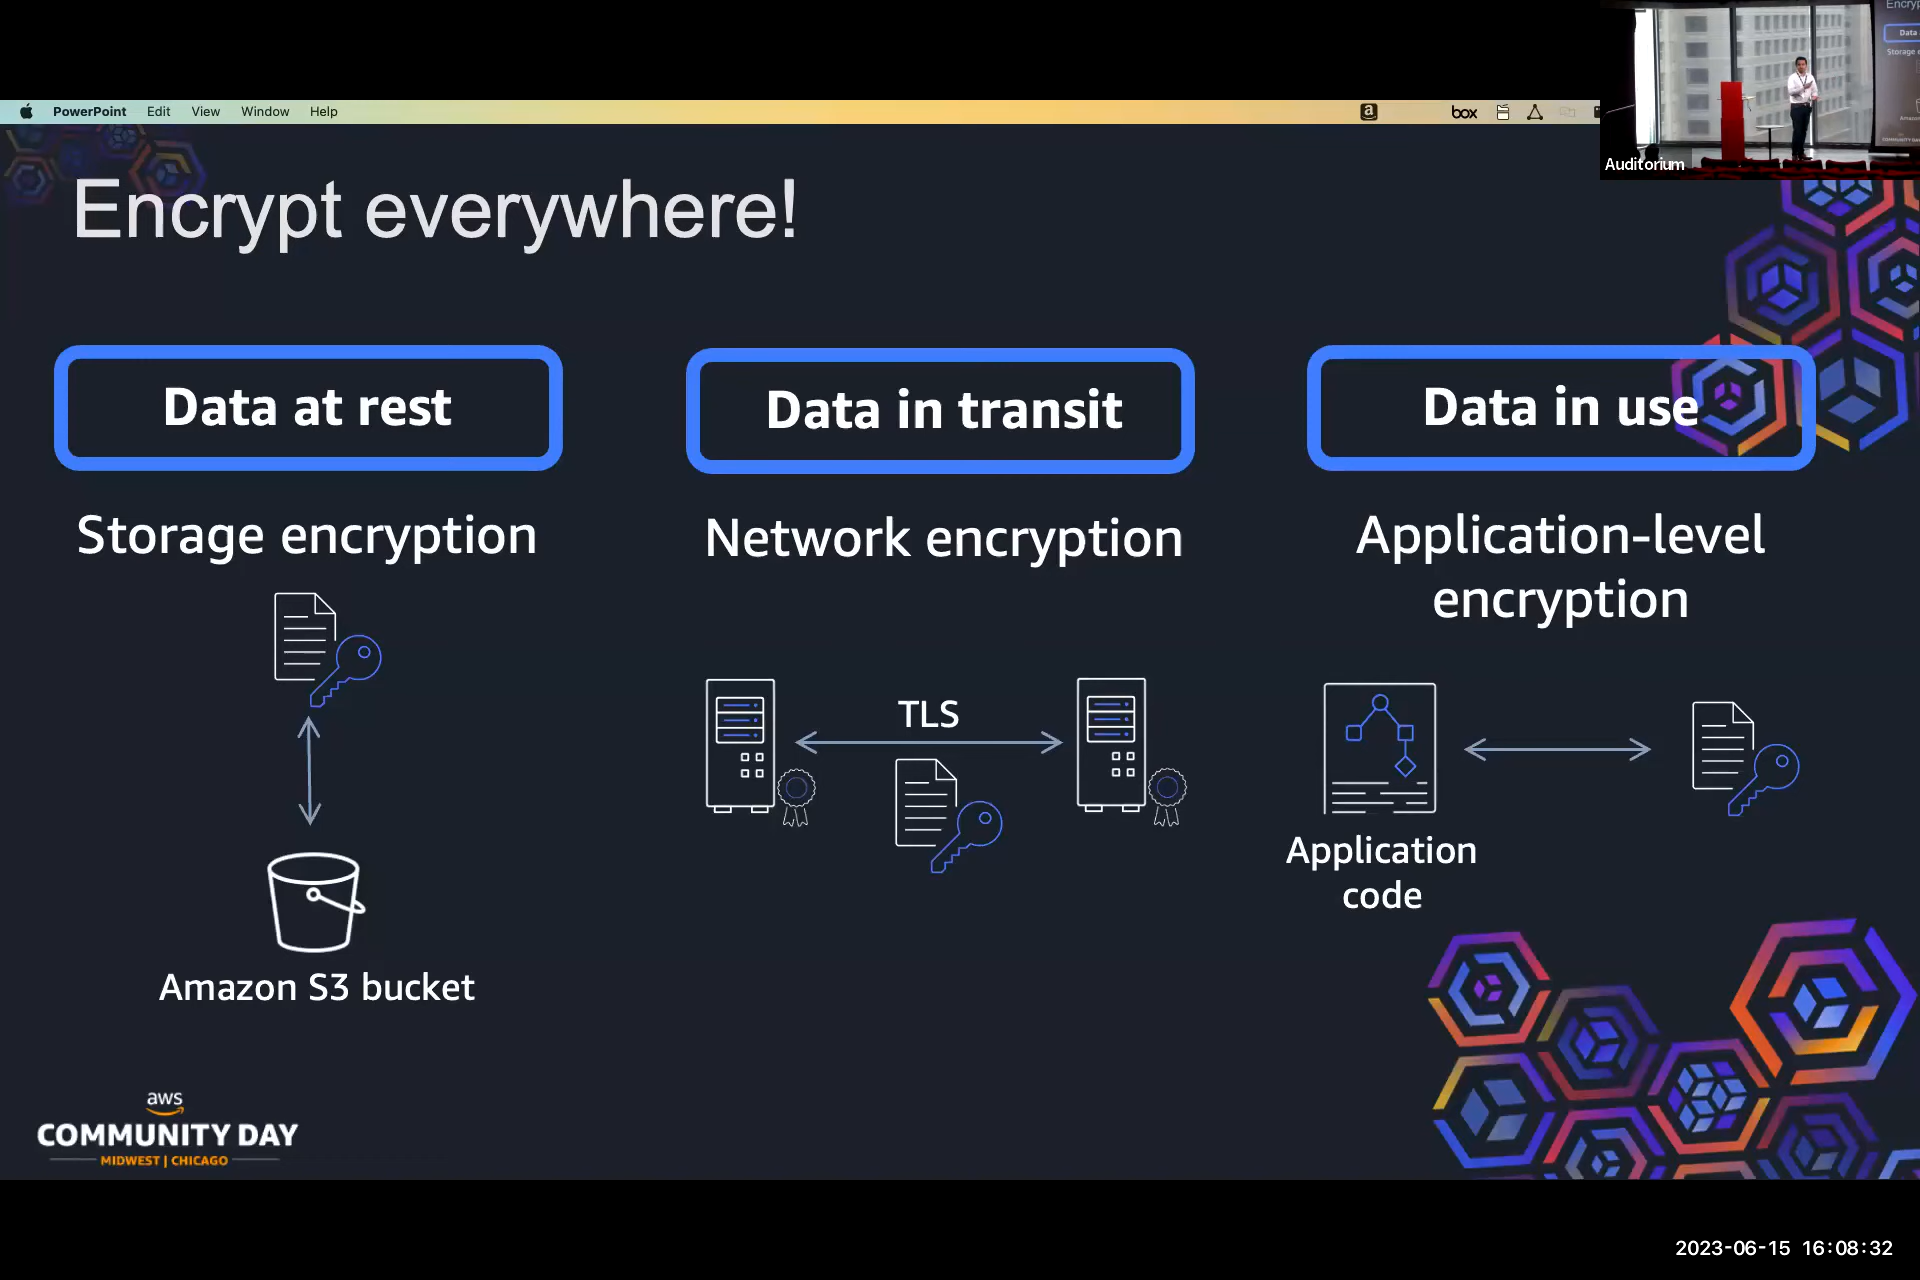 PowerPoint Edit View Window Help
box
Auditorium
Encrypt everywhere!
Data at rest
Data in transit
Data in use
Storage encryption
Network encryption
Application-level
encryption
TLS
Application
code
Amazon S3 bucket
aws
COMMUNITY DAY
MIDWEST | CHICAGO
2023-06-15 16:08:32